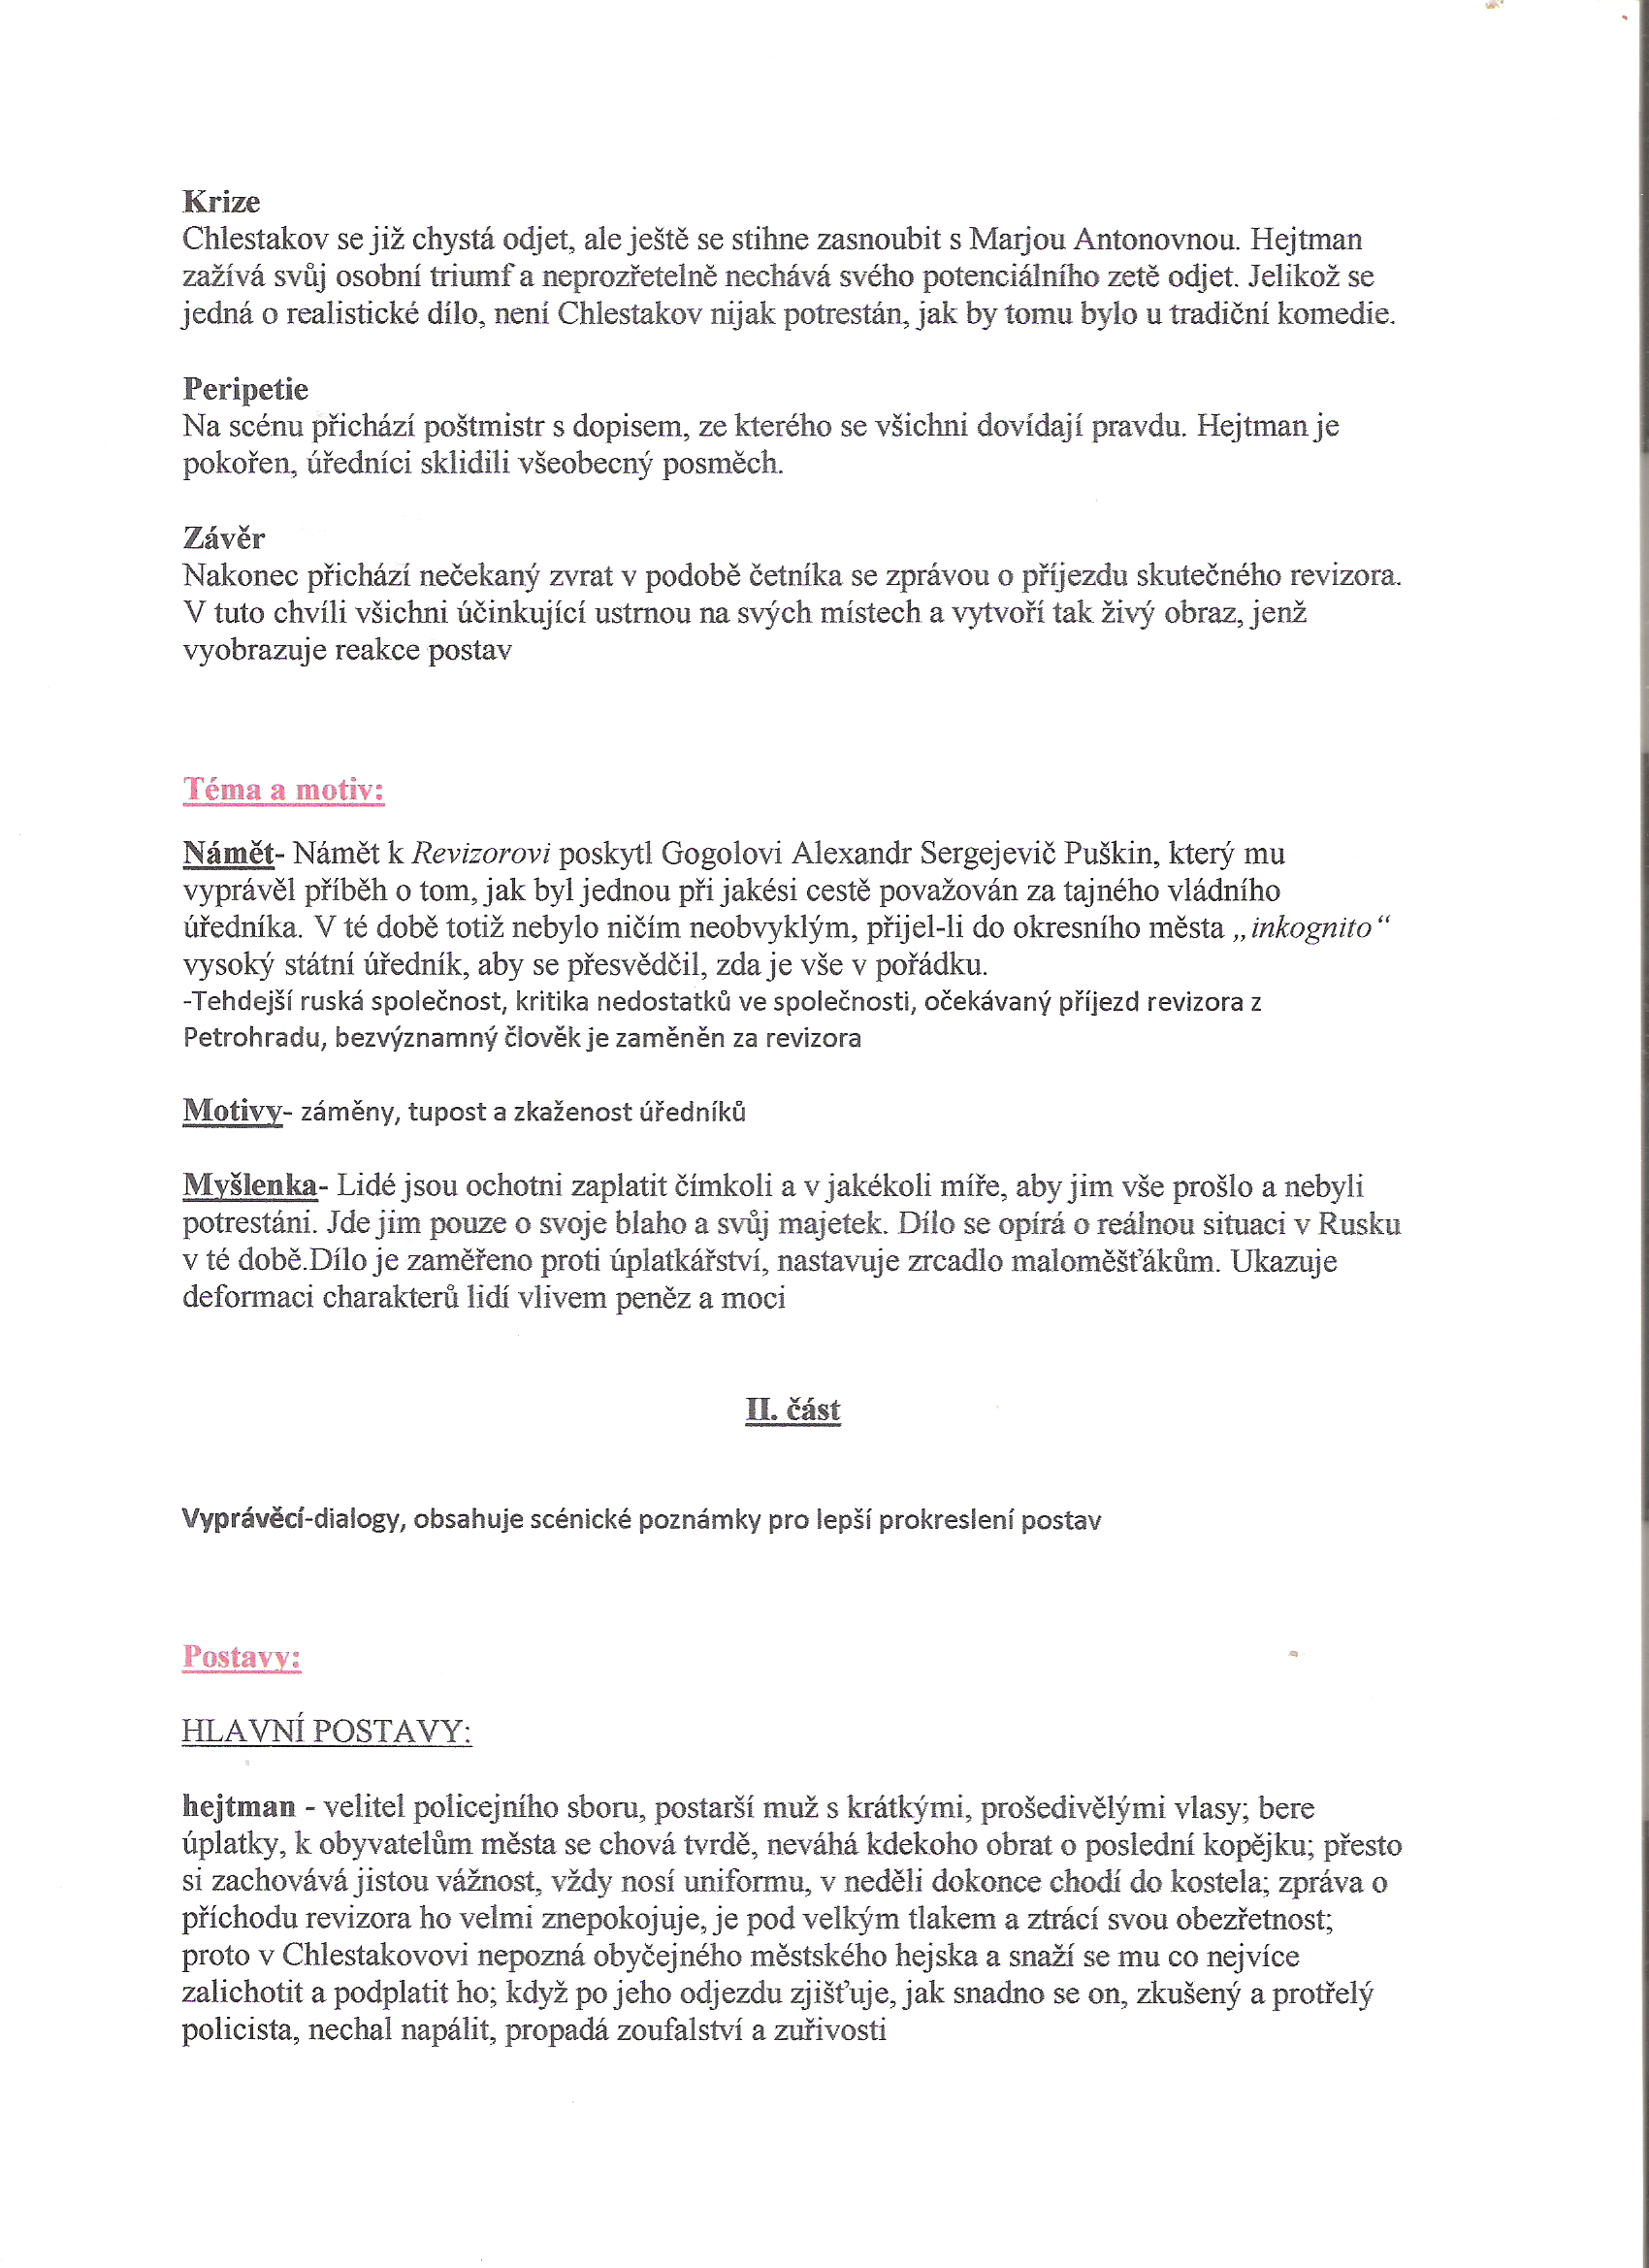 Krize
Chlestakov se již chystá odjet, ale ještě se stihne zasnoubit s Marjou Antonovnou. Hejtman
zažívá svůj osobní triumf a neprozřetelně nechává svého potenciálního zetě odjet. Jelikož se
jedná o realistické dílo, není Chlestakov nijak potrestán, jak by tomu bylo u tradiční komedie.
Peripetie
Na scénu přichází poštmistr s dopisem, ze kterého se všichni dovídají pravdu. Hejtman je
pokořen, úředníci sklidili všeobecný posměch.
Závěr
Nakonec přichází nečekaný zvrat v podobě četníka se zprávou o příjezdu skutečného revizora.
V tuto chvíli všichni účinkující ustrnou na svých místech a vytvoří tak živý obraz, jenž
vyobrazuje reakce postav
Téma a motiv:
Námět- Námět k Revizorovi poskytl Gogolovi Alexandr Sergejevič Puškin, který mu
vyprávěl příběh o tom, jak byl jednou při jakési cestě považován za tajného vládního
úředníka. V té době totiž nebylo ničím neobvyklým, přijel-li do okresního města „inkognito“
vysoký státní úředník, aby se přesvědčil, zda je vše v pořádku.
-Tehdejší ruská společnost, kritika nedostatků ve společnosti, očekávaný příjezd revizora z
Petrohradu, bezvýznamný člověk je zaměněn za revizora
Motivy- záměny, tupost a zkaženost úředníků
Myšlenka- Lidé jsou ochotni zaplatit čímkoli a v jakékoli míře, aby jim vše prošlo a nebyli
potrestáni. Jde jim pouze o svoje blaho a svůj majetek. Dílo se opírá o reálnou situaci v Rusku
v té době.Dílo je zaměřeno proti úplatkářství, nastavuje zrcadlo maloměšťákům. Ukazuje
deformaci charakterů lidí vlivem peněz a moci
II. část
Vyprávěcí-dialogy, obsahuje scénické poznámky pro lepší prokreslení postav
Postavy:
HLAVNÍ POSTAVY:
hejtman - velitel policejního sboru, postarší muž s krátkými, prošedivělými vlasy; bere
úplatky, k obyvatelům města se chová tvrdě, neváhá kdekoho obrat o poslední kopějku; přesto
si zachovává jistou vážnost, vždy nosí uniformu, v neděli dokonce chodí do kostela; zpráva o
příchodu revizora ho velmi znepokojuje, je pod velkým tlakem a ztrácí svou obezřetnost;
proto v Chlestakovovi nepozná obyčejného městského hejska a snaží se mu co nejvíce
zalichotit a podplatit ho; když po jeho odjezdu zjišťuje, jak snadno se on, zkušený a protřelý
policista, nechal napálit, propadá zoufalství a zuřivosti